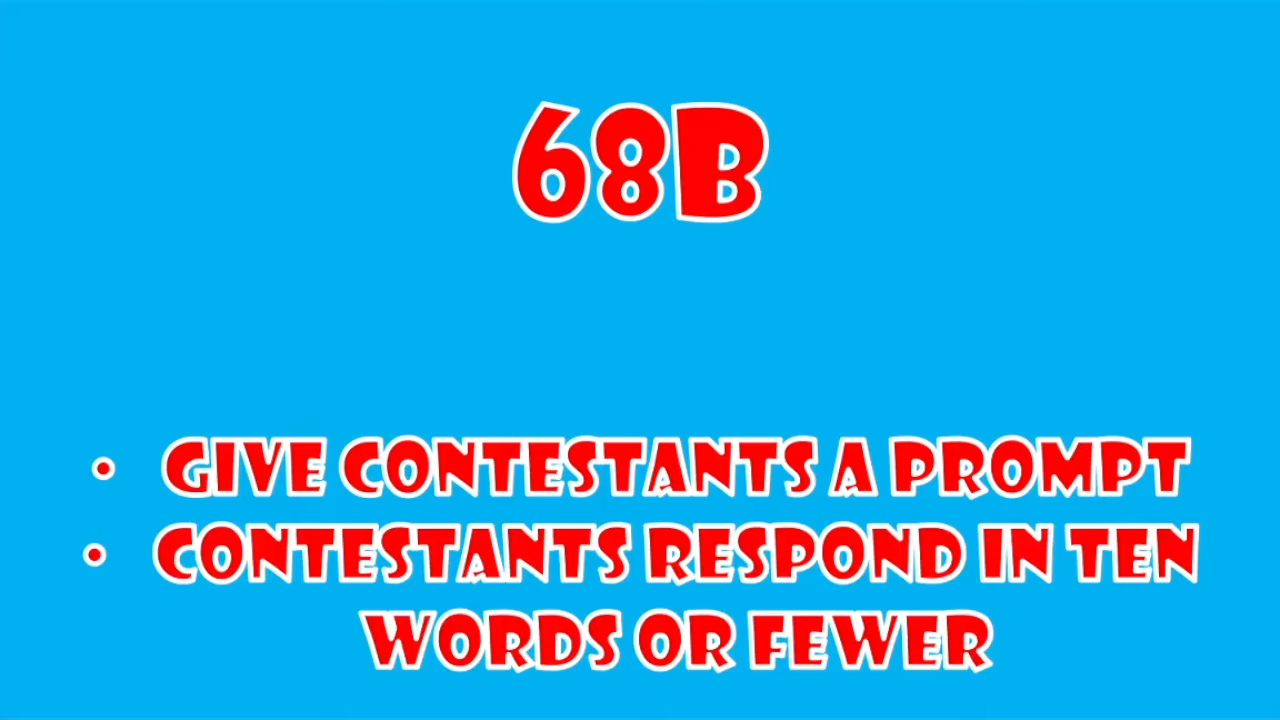 68B
• GIVE CONTESTANTS A PROMPT
• CONTESTANTS RESPOND IN TEN
WORDS OR FEWER